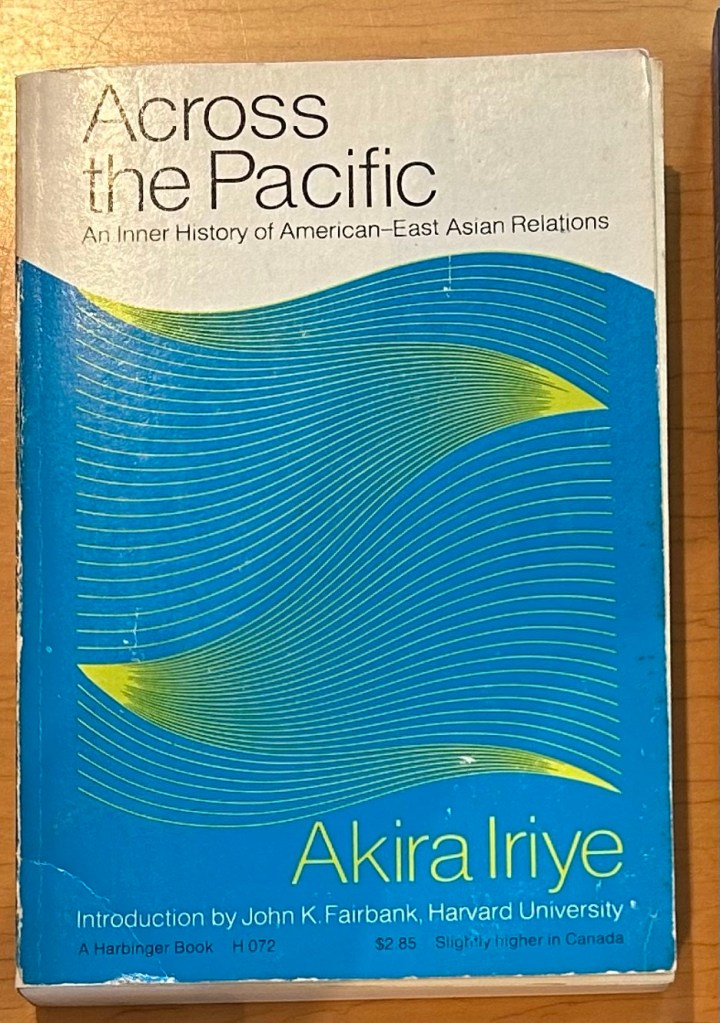 Across
the Pacific
An Inner History of American–East Asian Relations
Akira Iriye
Introduction by John K. Fairbank, Harvard University
A Harbinger Book H 072 $2.85 Slightly higher in Canada